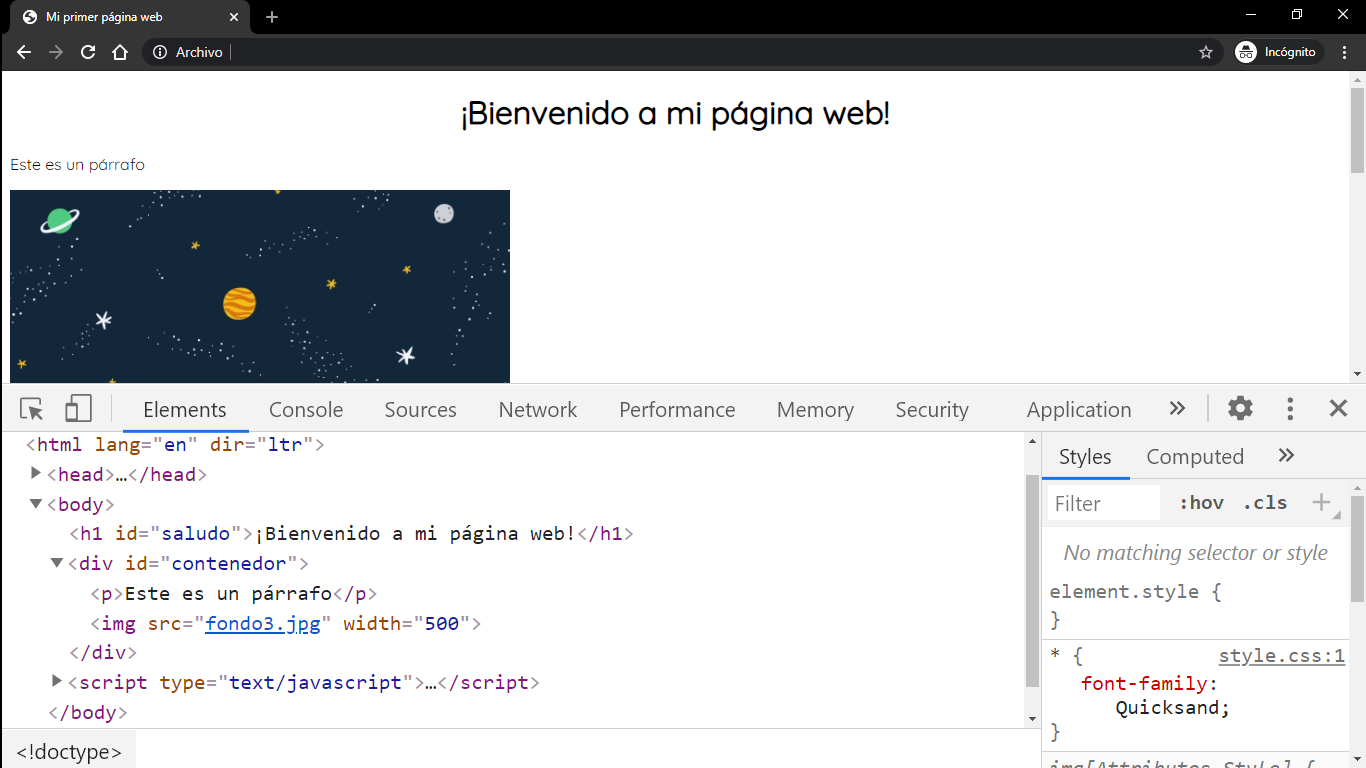 Mi primer página web
Archivo
Incógnito
¡Bienvenido a mi página web!
Este es un párrafo
Elements Console Sources Network Performance Memory Security Application
<html lang="en" dir="ltr">
<head>…</head>
<body>
<h1 id="saludo">¡Bienvenido a mi página web!</h1>
<div id="contenedor">
<p>Este es un párrafo</p>
<img src="fondo3.jpg" width="500">
</div>
<script type="text/javascript">…</script>
</body>
<!doctype>
Styles Computed
Filter :hov .cls
No matching selector or style
element.style {
}
* { style.css:1
font-family:
Quicksand;
}
img[Attributes Style] {